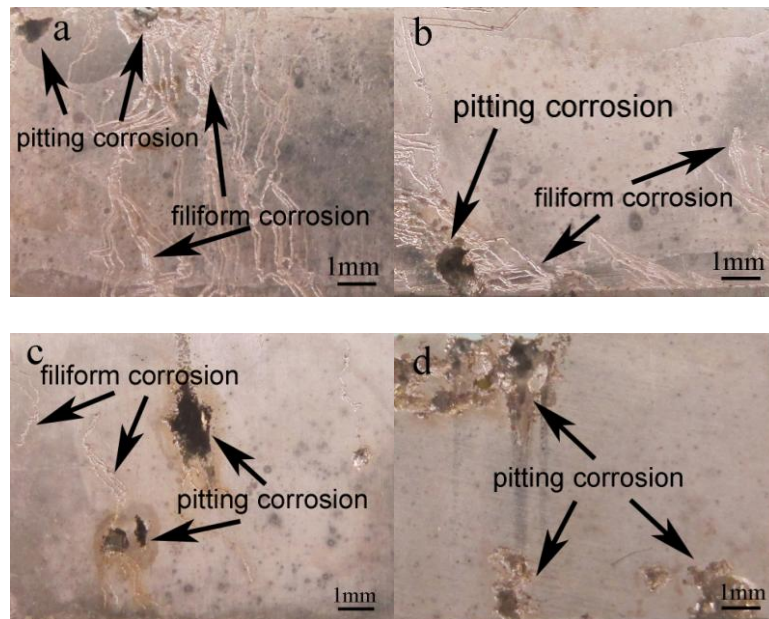 a
pitting corrosion
filiform corrosion
1mm
b
pitting corrosion
filiform corrosion
1mm
c
filiform corrosion
pitting corrosion
1mm
d
pitting corrosion
1mm